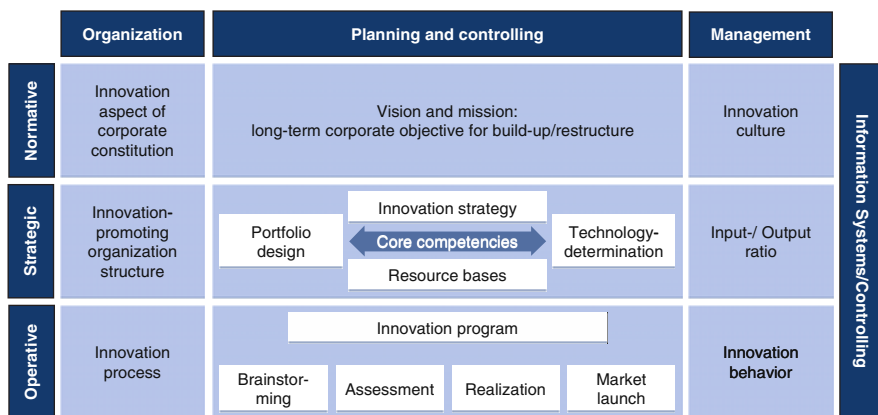 Organization
Planning and controlling
Management
Normative
Innovation
aspect of
corporate
constitution
Vision and mission:
long-term corporate objective for build-up/restructure
Innovation
culture
Strategic
Innovation-
promoting
organization
structure
Portfolio
design
Innovation strategy
Core competencies
Resource bases
Technology-
determination
Input-/ Output
ratio
Operative
Innovation
process
Innovation program
Brainstor-
ming
Assessment
Realization
Market
launch
Innovation
behavior
Information Systems/Controlling